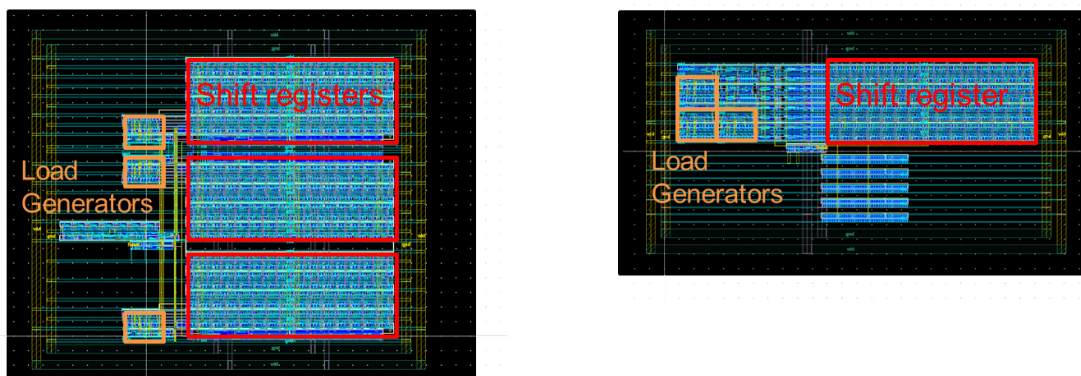 Shift registers
Load
Generators
Shift register
Load
Generators